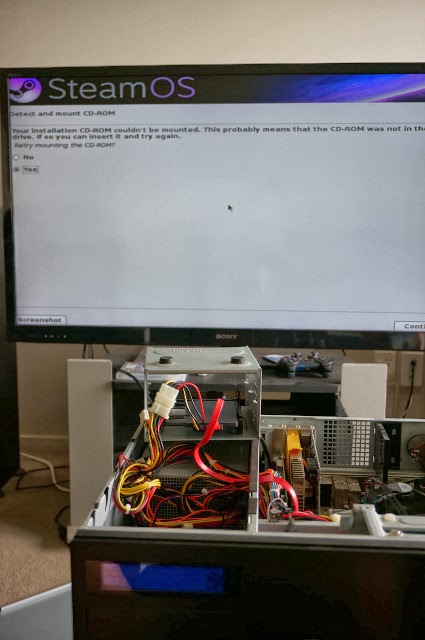 SteamOS
Detect and mount CD-ROM
Your installation CD-ROM couldn't be mounted. This probably means that the CD-ROM was not in the
drive. If so you can insert it and try again.
Retry mounting the CD-ROM?
No
Yes
Screenshot
Conti
SONY